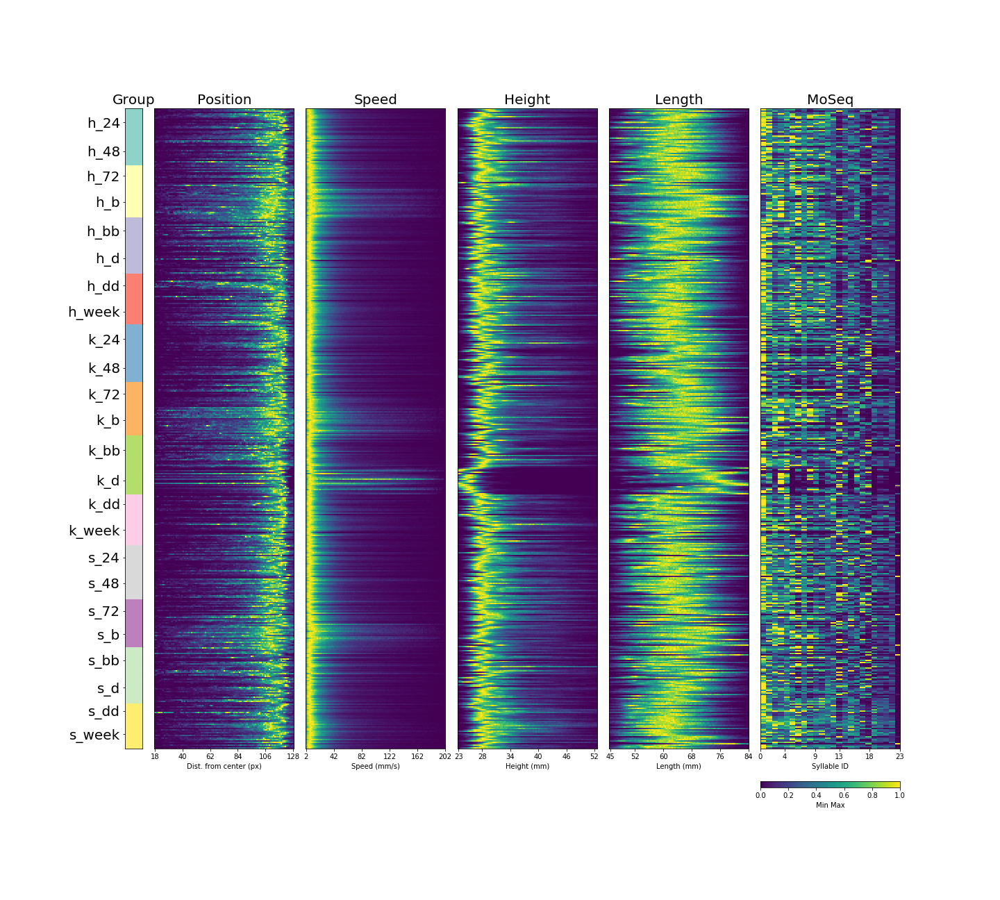 Group Position Speed Height Length MoSeq
h_24
h_48
h_72
h_b
h_bb
h_d
h_dd
h_week
k_24
k_48
k_72
k_b
k_bb
k_d
k_dd
k_week
s_24
s_48
s_72
s_b
s_bb
s_d
s_dd
s_week
18 40 62 84 106 128 2 42 82 122 162 202 23 28 34 40 46 52 45 52 60 68 76 84 0 4 9 13 18 23
Dist. from center (px) Speed (mm/s) Height (mm) Length (mm) Syllable ID
0.0 0.2 0.4 0.6 0.8 1.0
Min Max